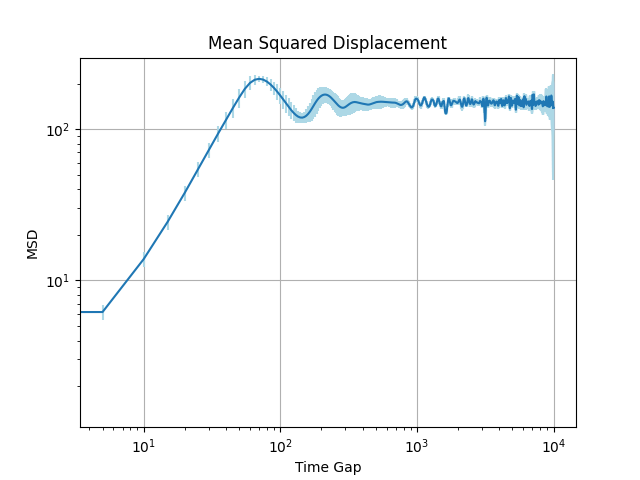 Mean Squared Displacement
MSD
10²
10¹
10¹ 10² 10³ 10⁴
Time Gap